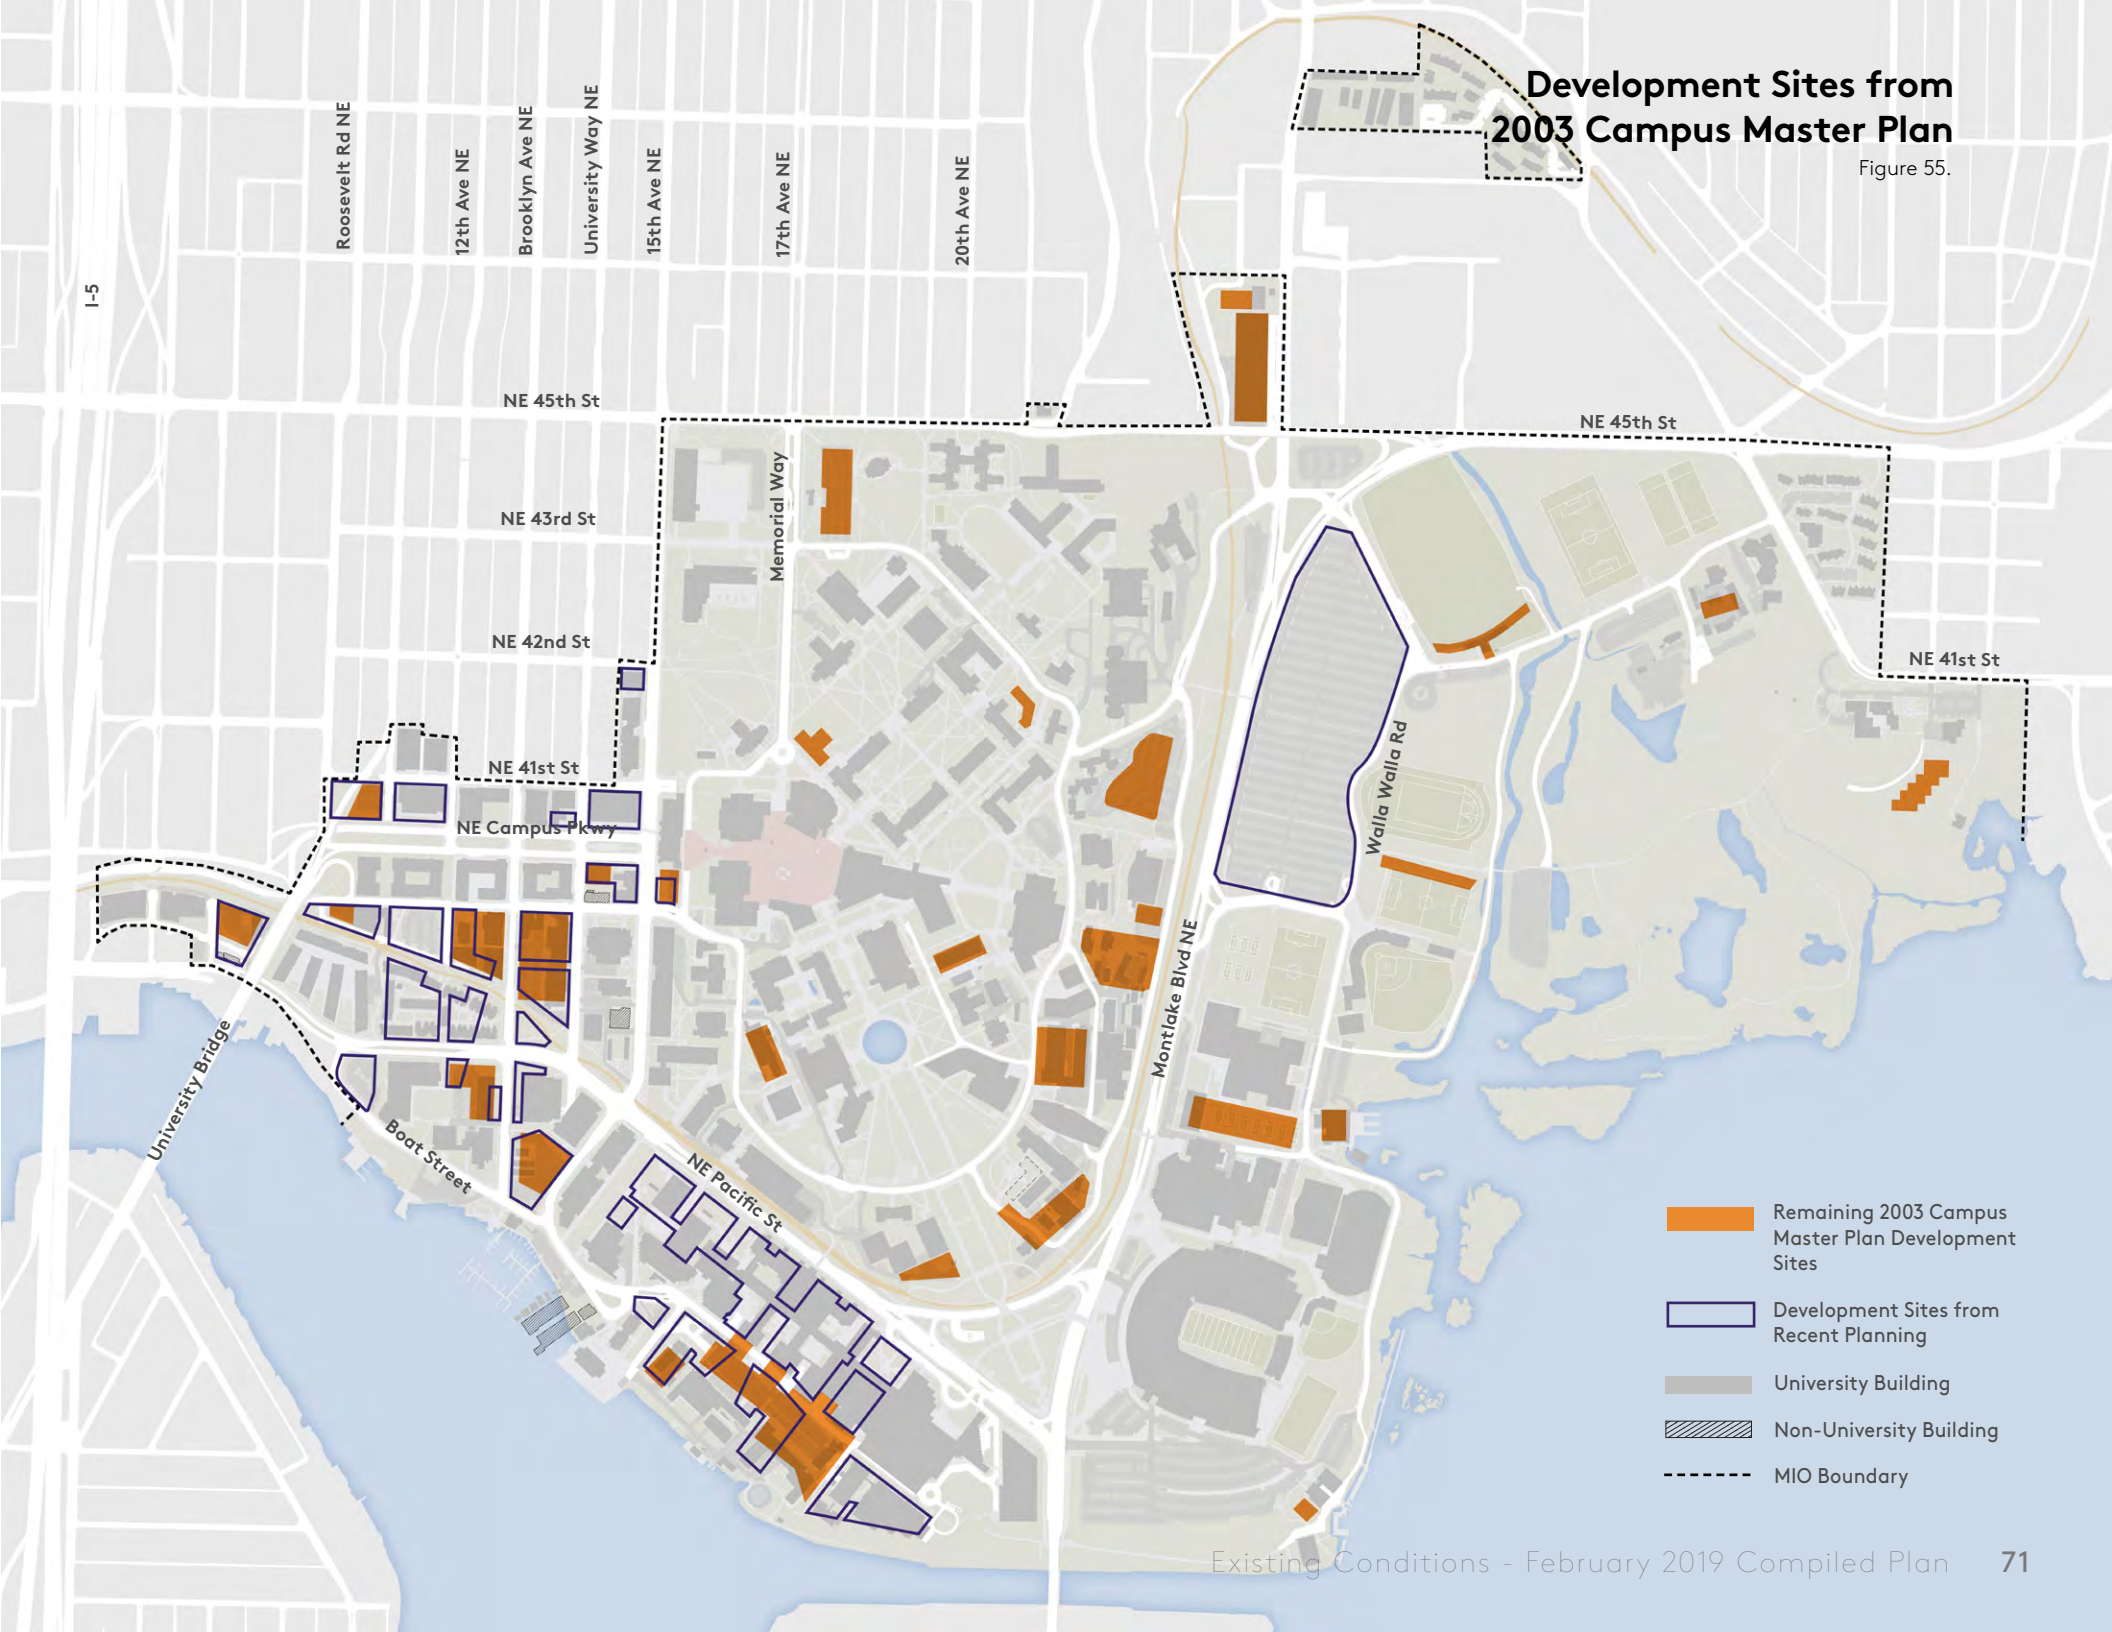 Development Sites from
2003 Campus Master Plan
Figure 55.
Roosevelt Rd NE
12th Ave NE
Brooklyn Ave NE
University Way NE
15th Ave NE
17th Ave NE
20th Ave NE
I-5
NE 45th St
NE 45th St
Memorial Way
NE 43rd St
NE 42nd St
NE 41st St
NE 41st St
Walla Walla Rd
NE Campus Pkwy
Montlake Blvd NE
University Bridge
Boat Street
NE Pacific St
Remaining 2003 Campus
Master Plan Development
Sites
Development Sites from
Recent Planning
University Building
Non-University Building
MIO Boundary
Existing Conditions - February 2019 Compiled Plan 71